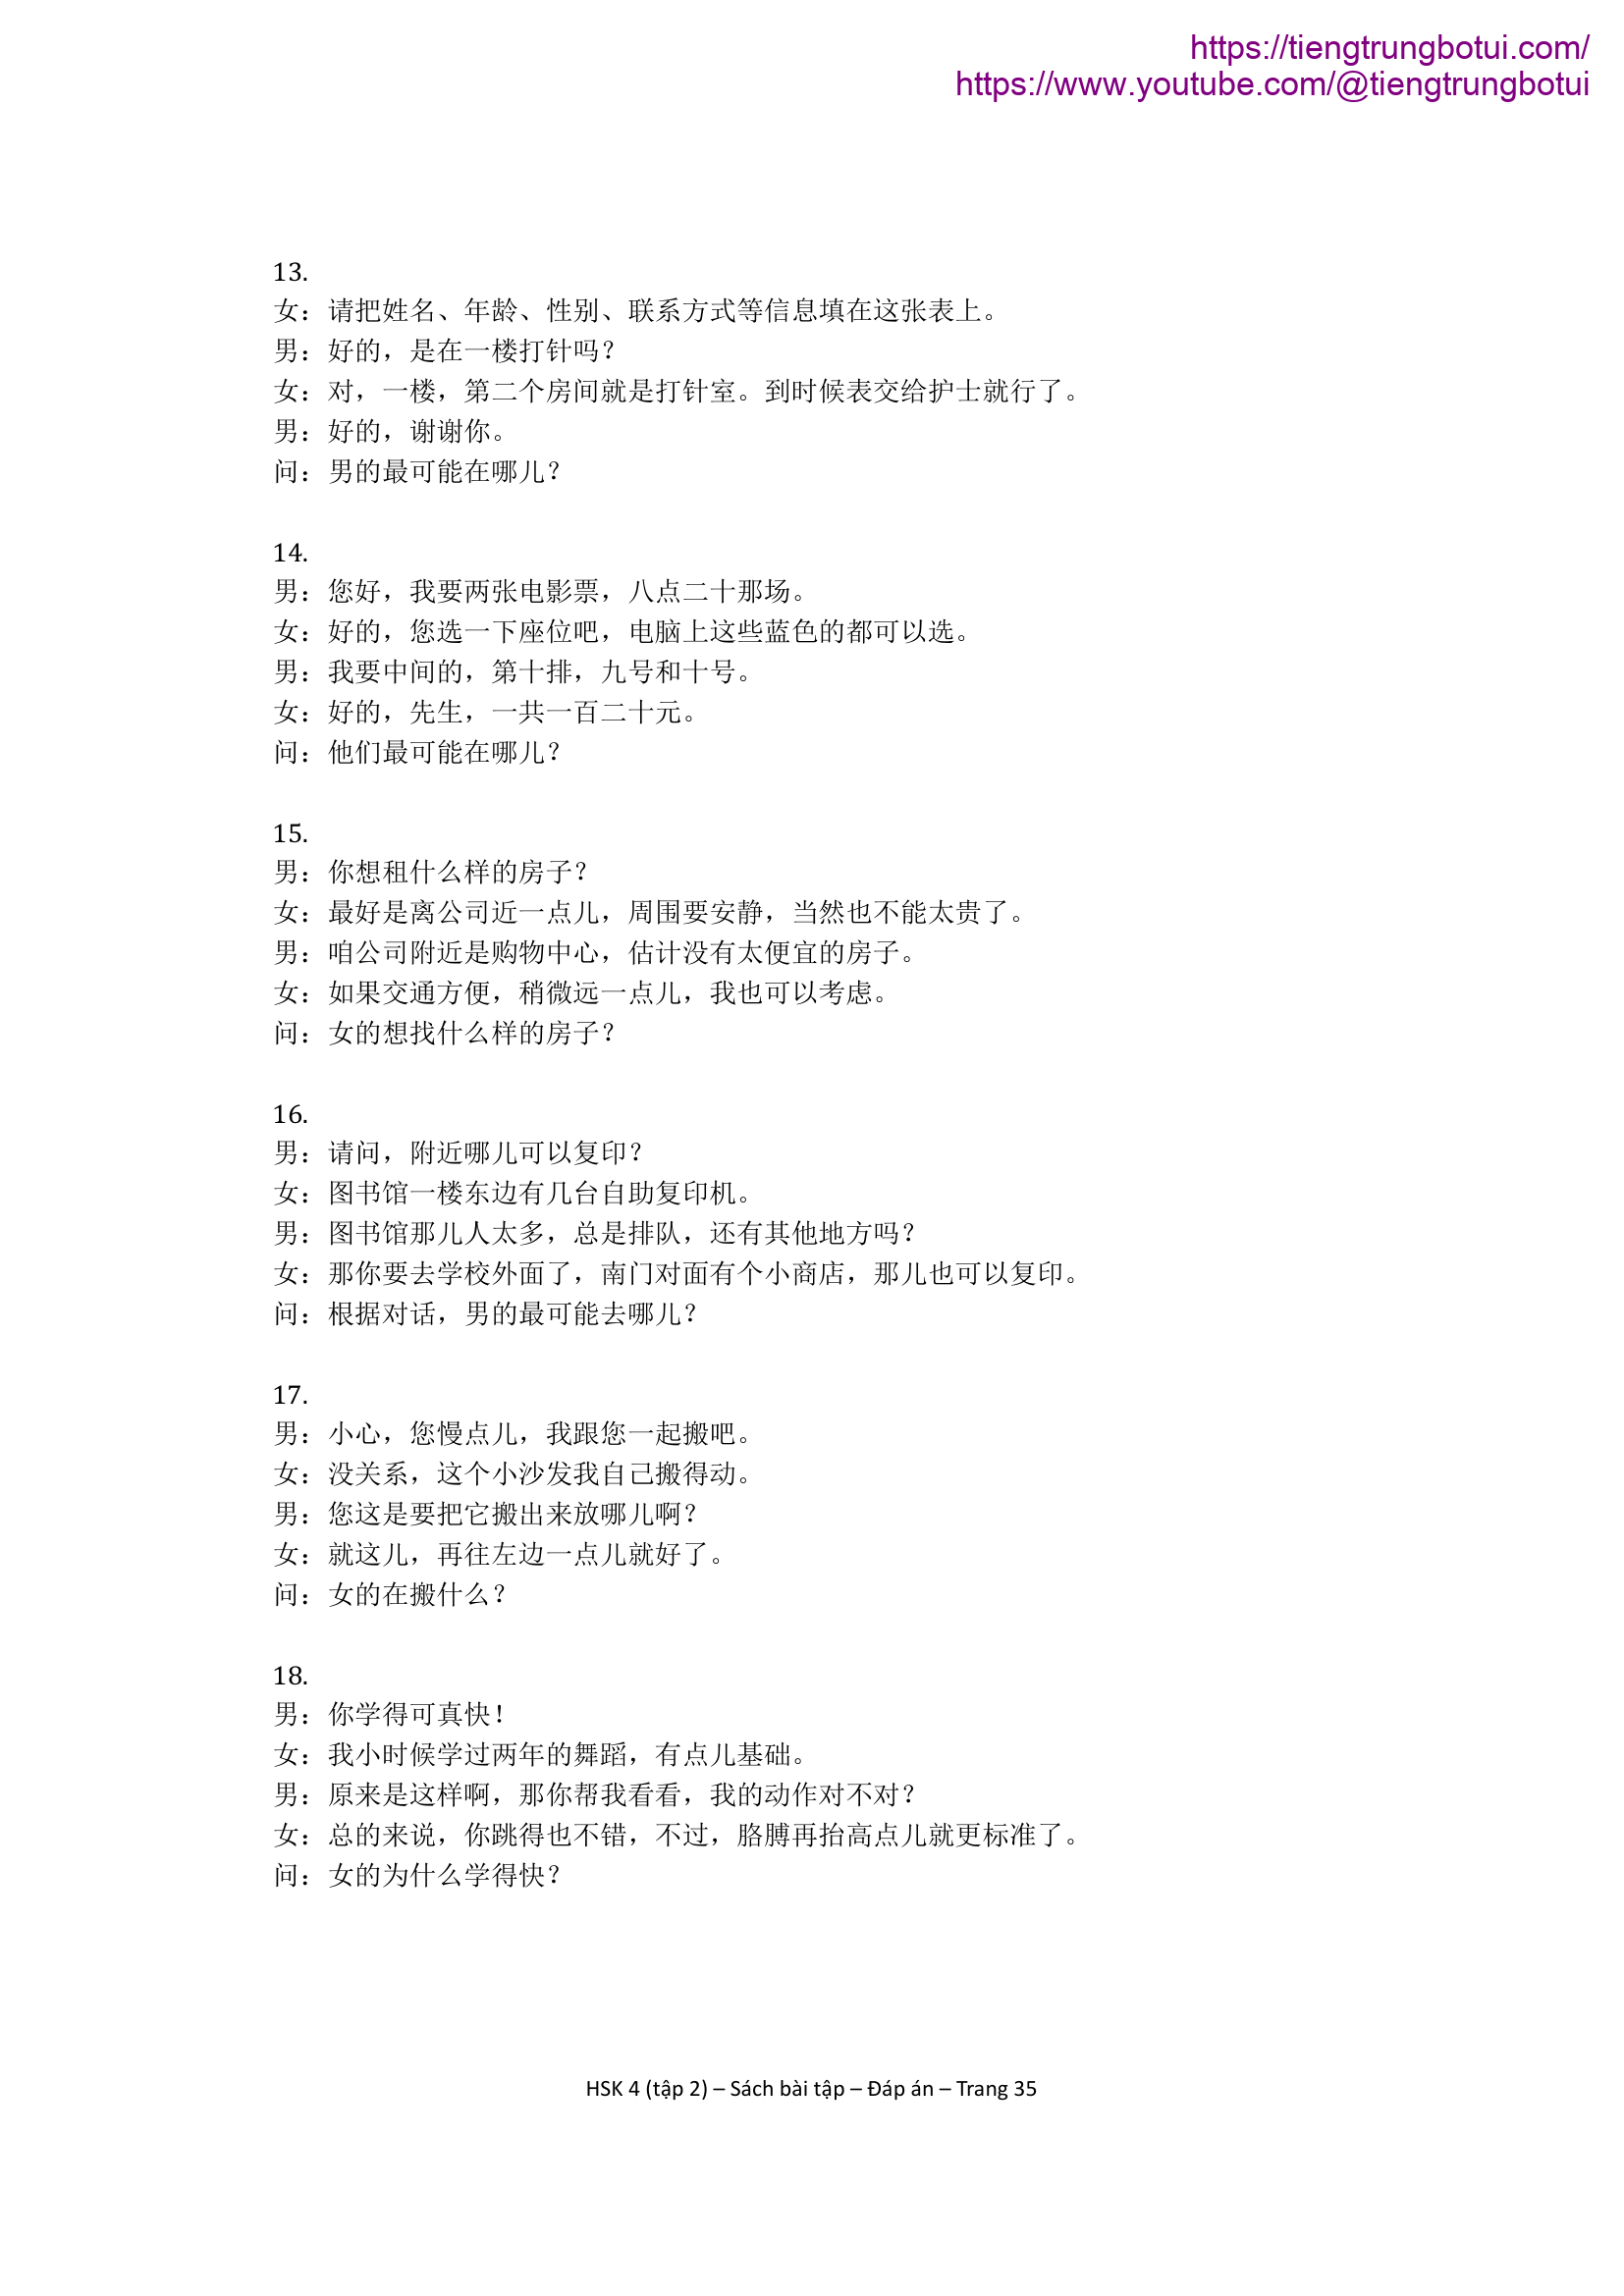 https://tiengtrungbotui.com/
https://www.youtube.com/@tiengtrungbotui
13.
女：请把姓名、年龄、性别、联系方式等信息填在这张表上。
男：好的，是在一楼打针吗？
女：对，一楼，第二个房间就是打针室。到时候表交给护士就行了。
男：好的，谢谢你。
问：男的最可能在哪儿？
14.
男：您好，我要两张电影票，八点二十那场。
女：好的，您选一下座位吧，电脑上这些蓝色的都可以选。
男：我要中间的，第十排，九号和十号。
女：好的，先生，一共一百二十元。
问：他们最可能在哪儿？
15.
男：你想租什么样的房子？
女：最好是离公司近一点儿，周围要安静，当然也不能太贵了。
男：咱公司附近是购物中心，估计没有太便宜的房子。
女：如果交通方便，稍微远一点儿，我也可以考虑。
问：女的想找什么样的房子？
16.
男：请问，附近哪儿可以复印？
女：图书馆一楼东边有几台自助复印机。
男：图书馆那儿人太多，总是排队，还有其他地方吗？
女：那你要去学校外面了，南门对面有个小商店，那儿也可以复印。
问：根据对话，男的最可能去哪儿？
17.
男：小心，您慢点儿，我跟您一起搬吧。
女：没关系，这个小沙发我自己搬得动。
男：您这是要把它搬出来放哪儿啊？
女：就这儿，再往左边一点儿就好了。
问：女的在搬什么？
18.
男：你学得可真快！
女：我小时候学过两年的舞蹈，有点儿基础。
男：原来是这样啊，那你帮我看看，我的动作对不对？
女：总的来说，你跳得也不错，不过，胳膊再抬高点儿就更标准了。
问：女的为什么学得快？
HSK 4 (tập 2) – Sách bài tập – Đáp án – Trang 35